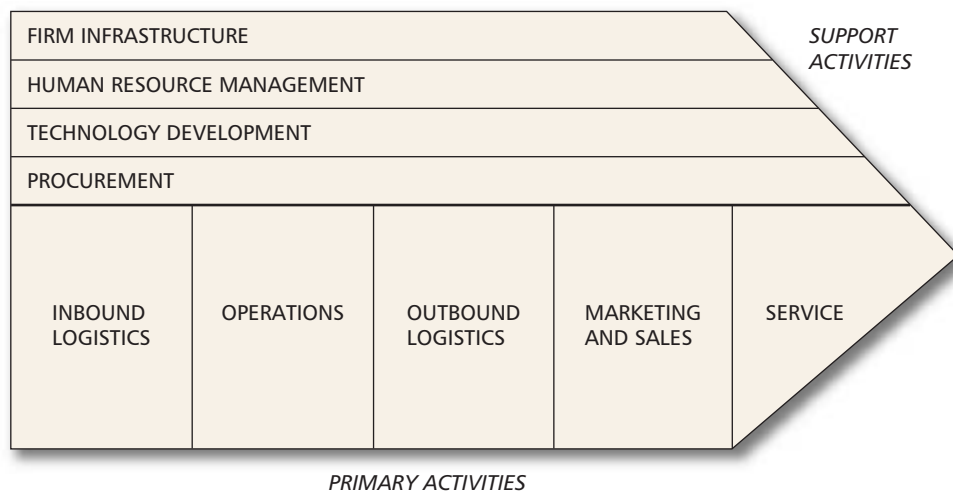 FIRM INFRASTRUCTURE
SUPPORT
ACTIVITIES
HUMAN RESOURCE MANAGEMENT
TECHNOLOGY DEVELOPMENT
PROCUREMENT
INBOUND
LOGISTICS
OPERATIONS
OUTBOUND
LOGISTICS
MARKETING
AND SALES
SERVICE
PRIMARY ACTIVITIES